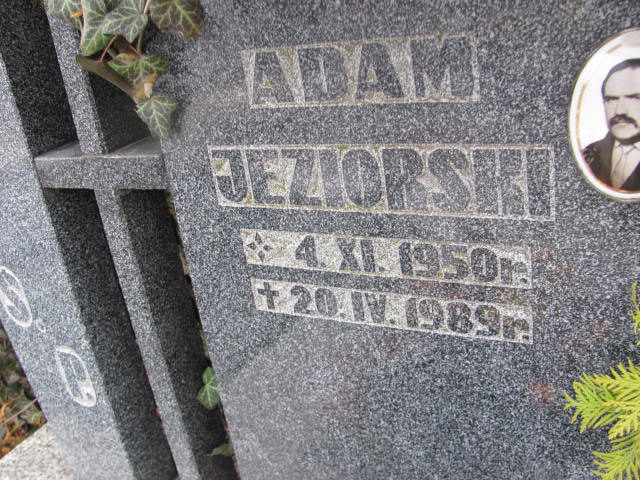 ADAM
JEZIORSKI
4. XI. 1950r.
✝ 20. IV. 1989r.